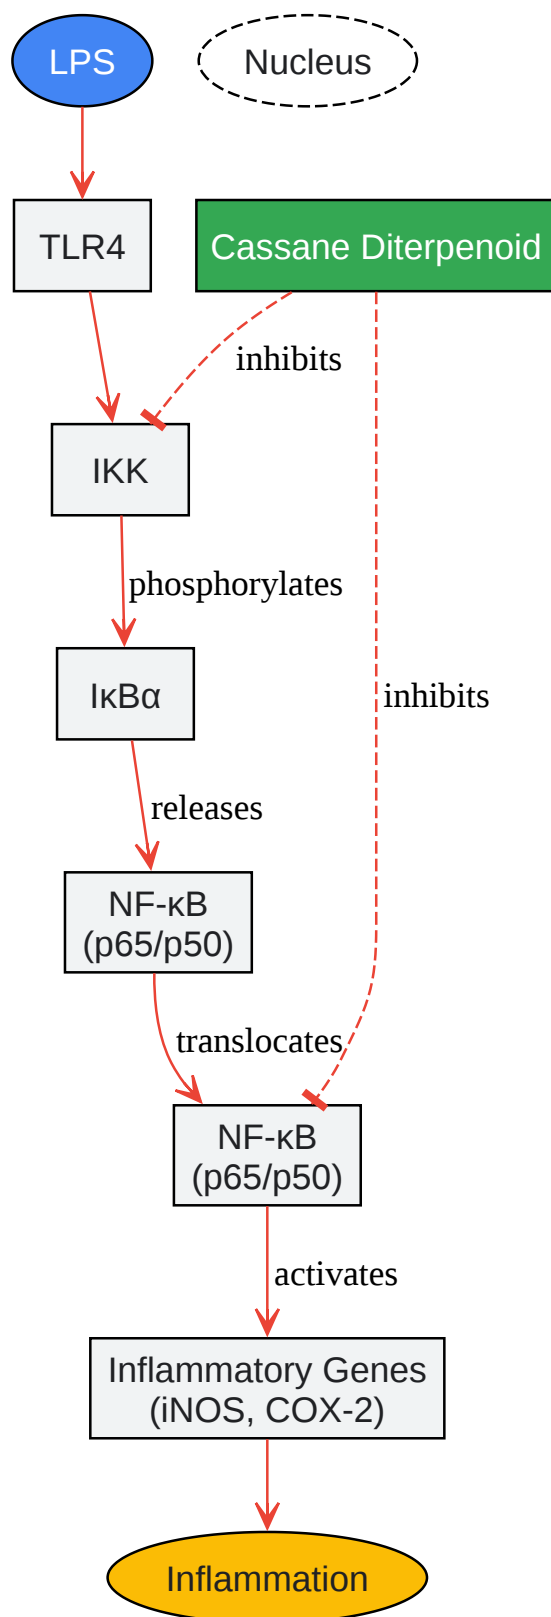 LPS
Nucleus
TLR4
Cassane Diterpenoid
inhibits
IKK
phosphorylates
IκBα
inhibits
releases
NF-κB
(p65/p50)
translocates
NF-κB
(p65/p50)
activates
Inflammatory Genes
(iNOS, COX-2)
Inflammation